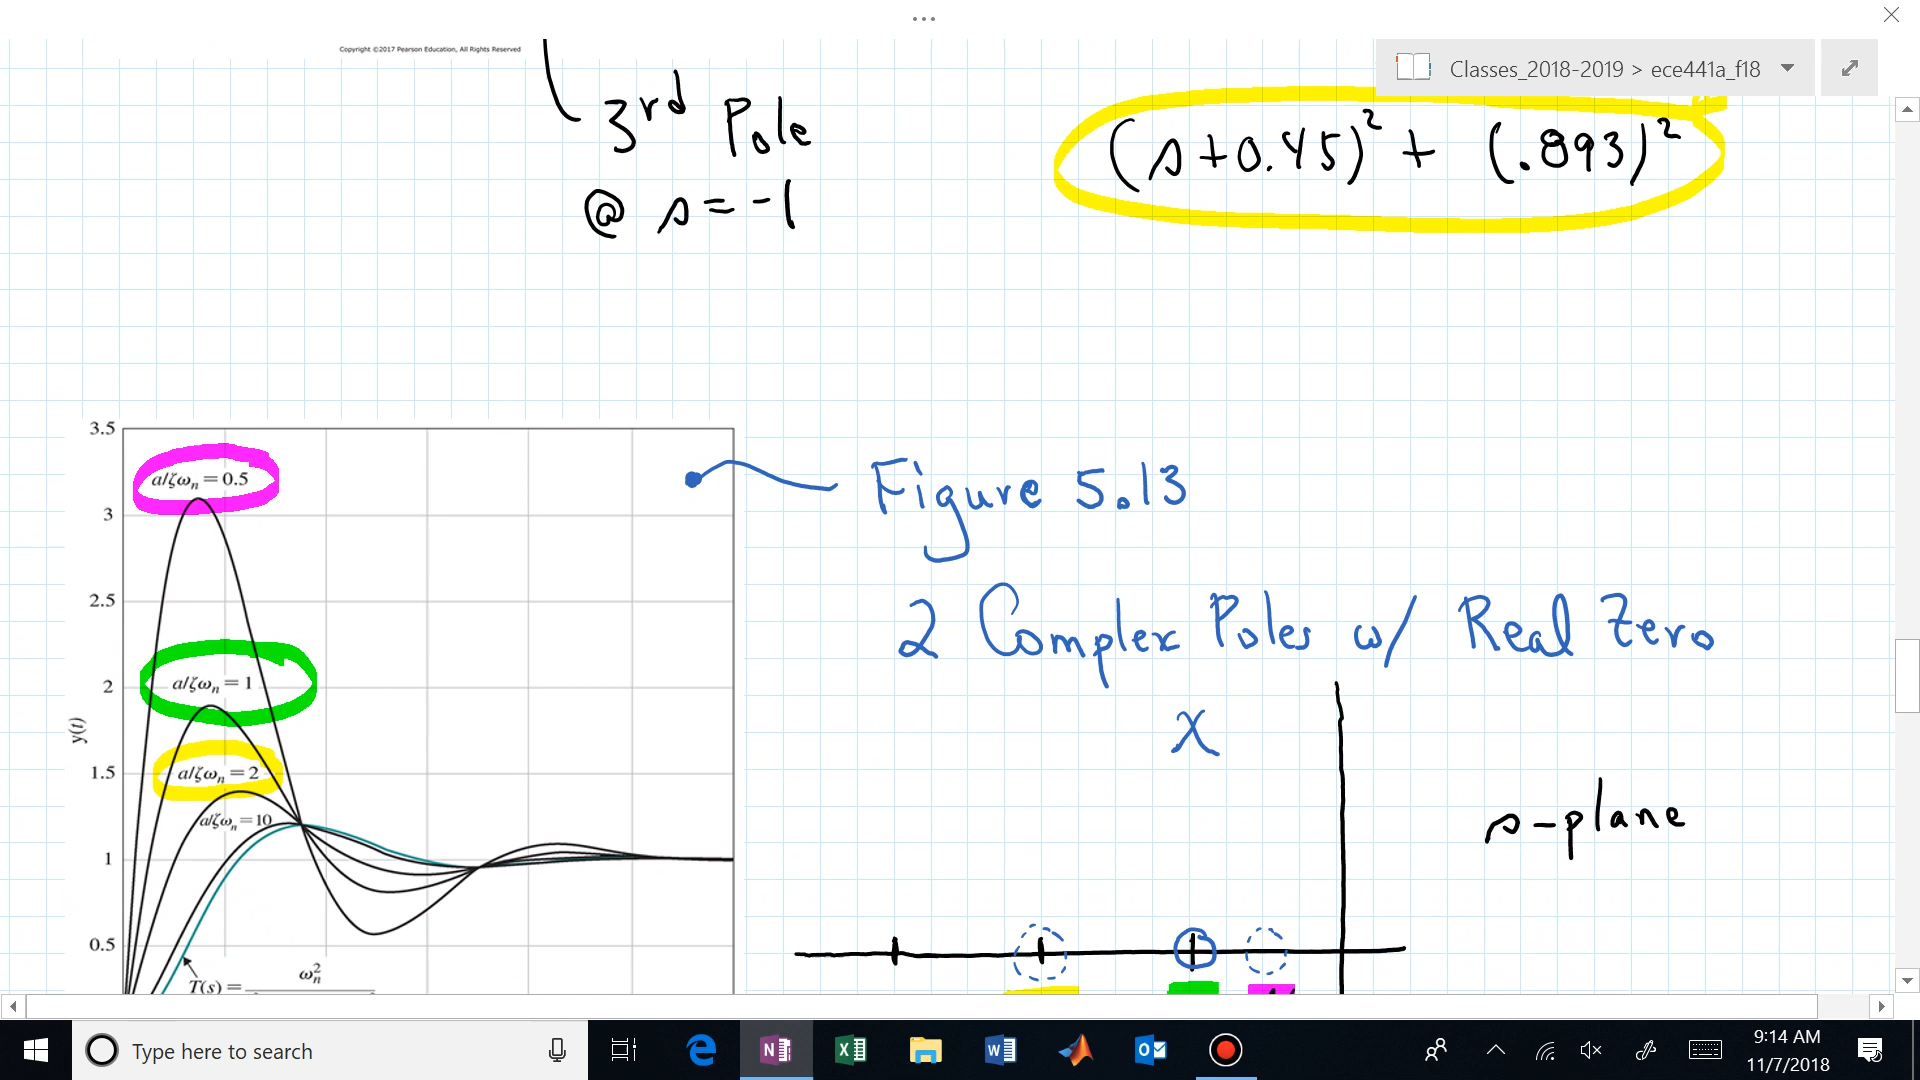 Copyright ©2017 Pearson Education, All Rights Reserved
Classes_2018-2019 > ece441a_f18
3rd Pole
@ s = -1
(s+0.45)² + (.893)²
3.5
3
2.5
2
1.5
1
0.5
y(t)
a/ζωₙ = 0.5
a/ζωₙ = 1
a/ζωₙ = 2
a/ζωₙ = 10
T(s) =
ωₙ²
Figure 5.13
2 Complex Poles w/ Real Zero
X
s-plane
Type here to search
9:14 AM
11/7/2018